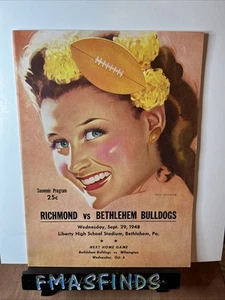 Souvenir Program
25c
RICHMOND vs BETHLEHEM BULLDOGS
Wednesday, Sept. 29, 1948
Liberty High School Stadium, Bethlehem, Pa.
NEXT HOME GAME
Bethlehem Bulldogs vs Wilmington
Wednesday, Oct. 6
FMASFINDS